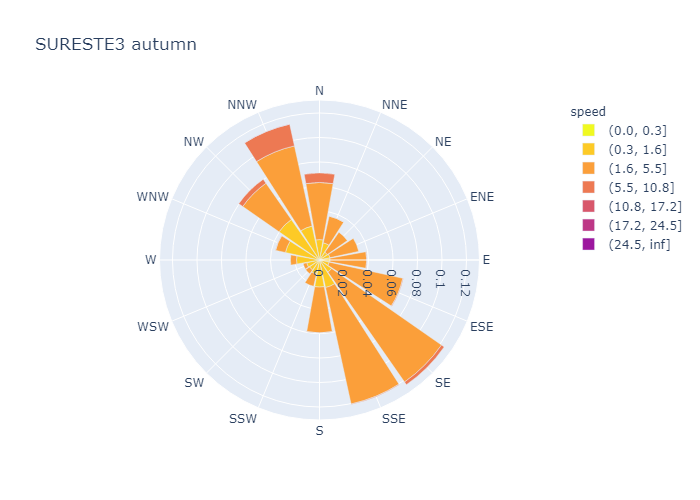 SURESTE3 autumn
N
NNE
NE
ENE
E
ESE
SE
SSE
S
SSW
SW
WSW
W
WNW
NW
NNW
0
0.02
0.04
0.06
0.08
0.1
0.12
speed
(0.0, 0.3]
(0.3, 1.6]
(1.6, 5.5]
(5.5, 10.8]
(10.8, 17.2]
(17.2, 24.5]
(24.5, inf]